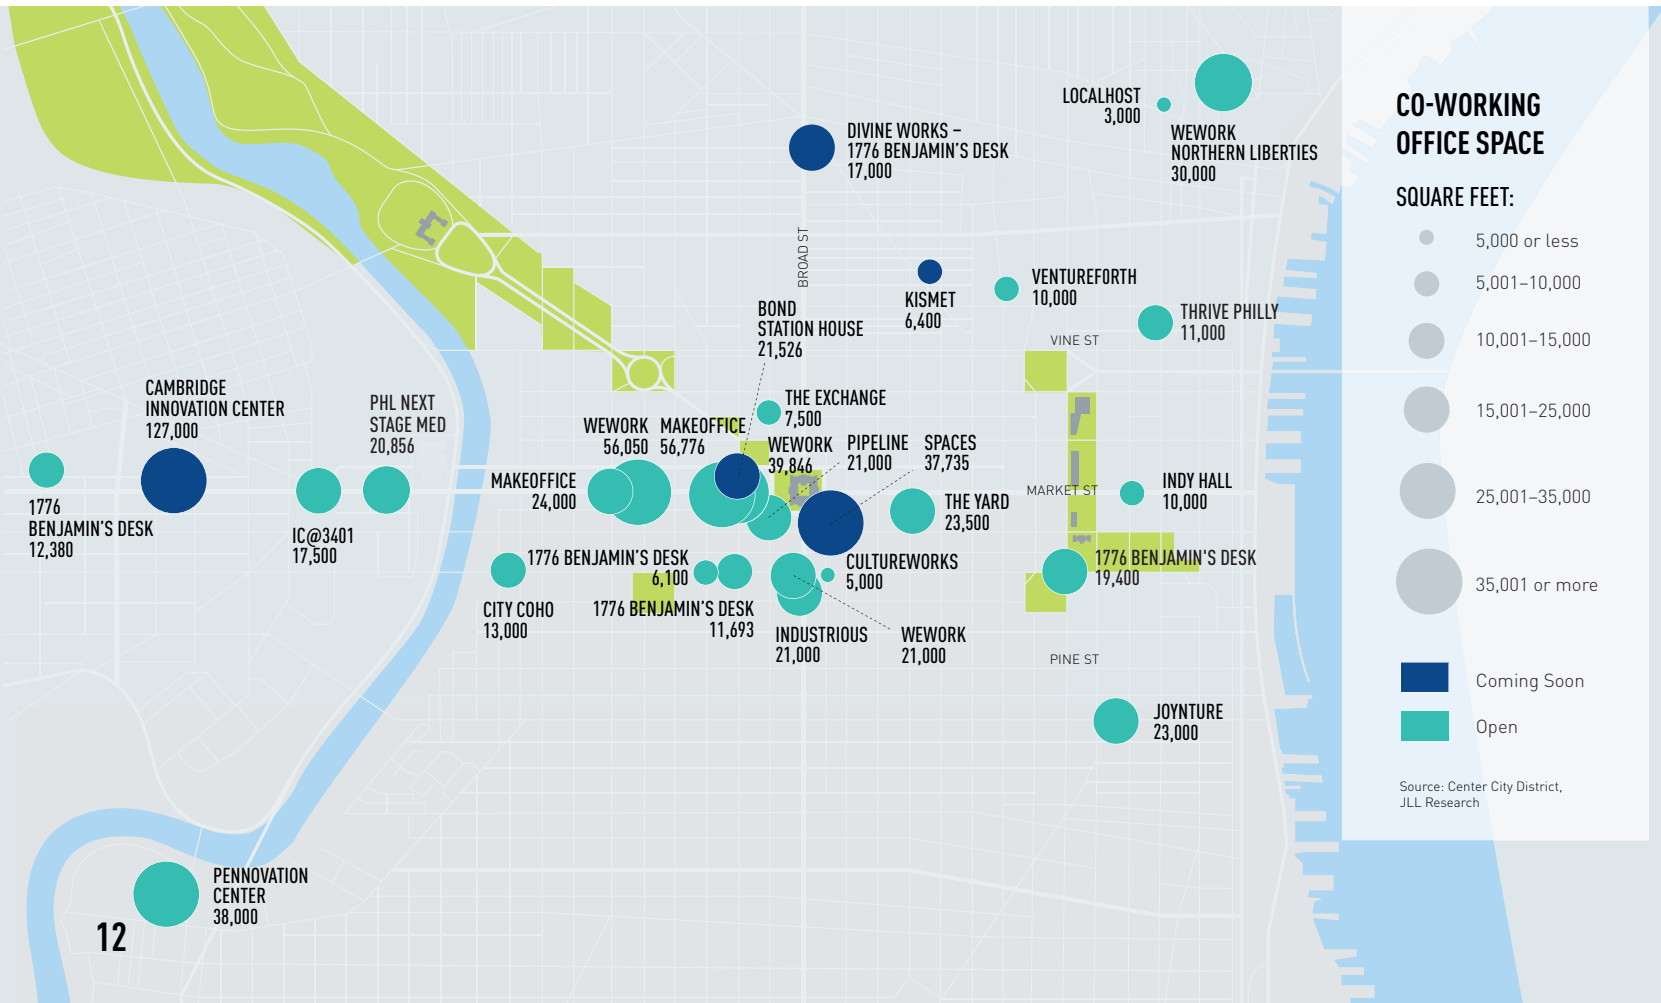 LOCALHOST
3,000
WEWORK
NORTHERN LIBERTIES
30,000
DIVINE WORKS –
1776 BENJAMIN'S DESK
17,000
BROAD ST
KISMET
6,400
VENTUREFORTH
10,000
THRIVE PHILLY
11,000
VINE ST
BOND
STATION HOUSE
21,526
CAMBRIDGE
INNOVATION CENTER
127,000
PHL NEXT
STAGE MED
20,856
THE EXCHANGE
7,500
WEWORK
56,050
MAKEOFFICE
56,776
WEWORK
39,846
PIPELINE
21,000
SPACES
37,735
MAKEOFFICE
24,000
THE YARD
23,500
MARKET ST
INDY HALL
10,000
1776
BENJAMIN'S DESK
12,380
IC@3401
17,500
1776 BENJAMIN'S DESK
6,100
CULTUREWORKS
5,000
1776 BENJAMIN'S DESK
19,400
CITY COHO
13,000
1776 BENJAMIN'S DESK
11,693
INDUSTRIOUS
21,000
WEWORK
21,000
PINE ST
JOYNTURE
23,000
PENNOVATION
CENTER
38,000
12
CO-WORKING
OFFICE SPACE
SQUARE FEET:
5,000 or less
5,001–10,000
10,001–15,000
15,001–25,000
25,001–35,000
35,001 or more
Coming Soon
Open
Source: Center City District,
JLL Research